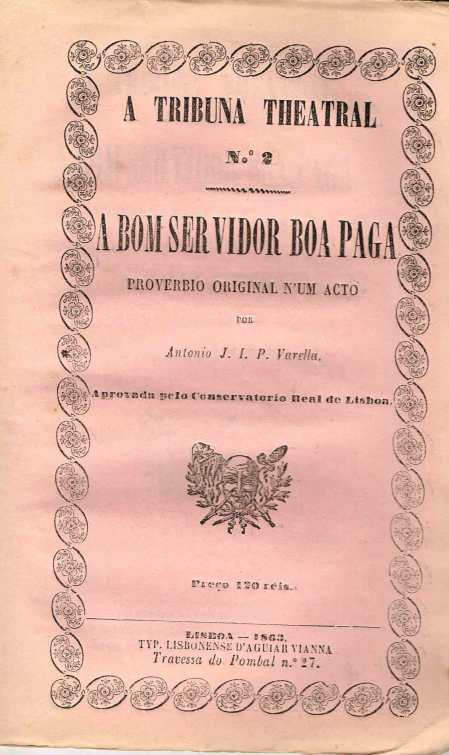 A TRIBUNA THEATRAL
N.º 2
A BOM SERVIDOR BOA PAGA
PROVERBIO ORIGINAL N'UM ACTO
POR
Antonio J. I. P. Varella.
Aprovada pelo Conservatorio Real de Lisboa.
Preço 120 réis.
LISBOA — 1863.
TYP. LISBONENSE D'AGUIAR VIANNA
Travessa do Pombal n.º 27.